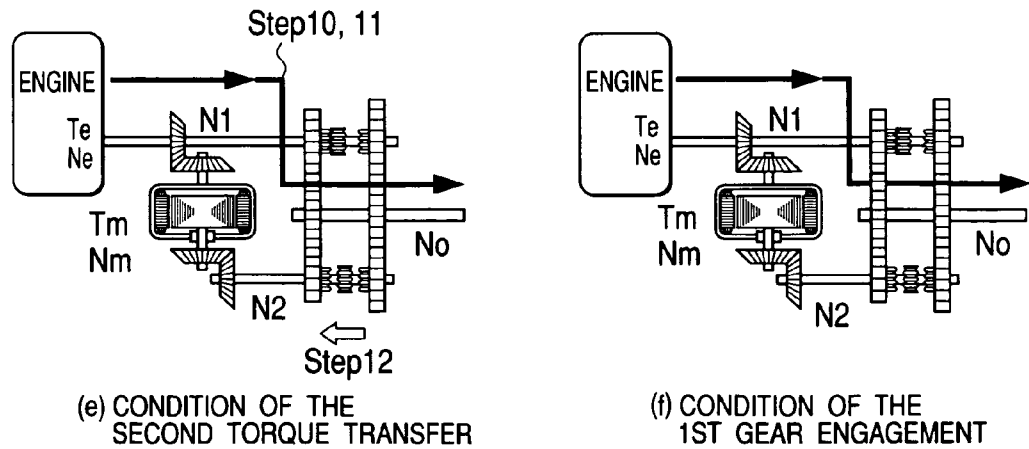 Step10, 11
ENGINE
Te
Ne
N1
Tm
Nm
No
N2
Step12
(e) CONDITION OF THE
SECOND TORQUE TRANSFER
ENGINE
Te
Ne
N1
Tm
Nm
No
N2
(f) CONDITION OF THE
1ST GEAR ENGAGEMENT